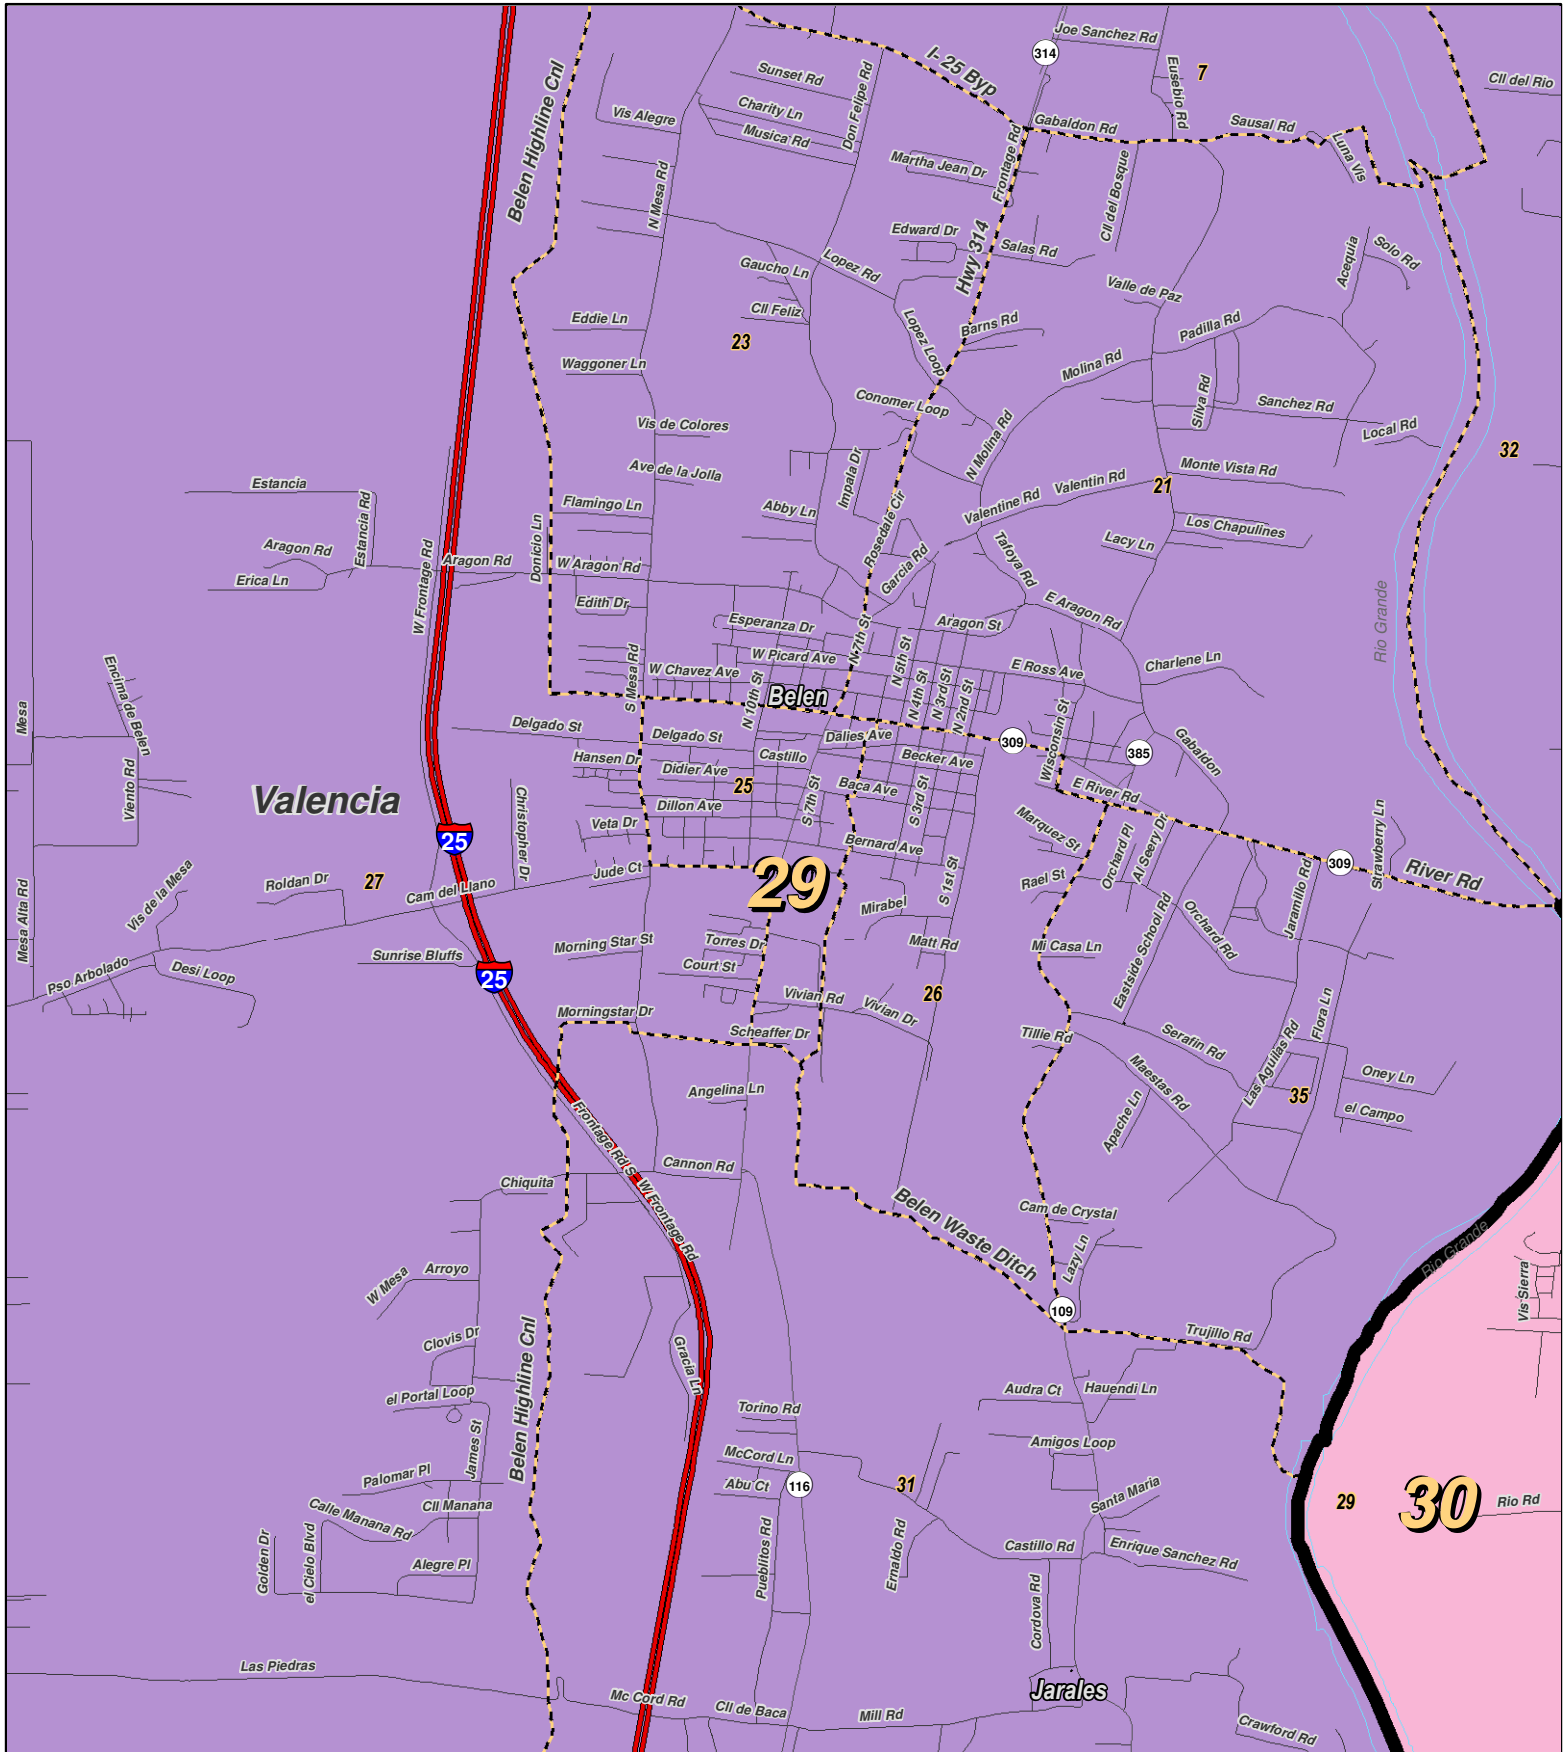 Joe Sanchez Rd
314
7
Cll del Rio
I- 25 Byp
Sunset Rd
Don Felipe Rd
Eusebio Rd
Belen Highline Cnl
Vis Alegre
Charity Ln
Musica Rd
Gabaldon Rd
Sausal Rd
Luna Vis
Frontage Rd
Martha Jean Dr
Cll del Bosque
N Mesa Rd
Edward Dr
Salas Rd
Hwy 314
Acequia
Solo Rd
Gaucho Ln
Lopez Rd
Valle de Paz
Cll Feliz
Eddie Ln
Lopez Loop
Barns Rd
Padilla Rd
23
Waggoner Ln
Molina Rd
Silva Rd
Conomer Loop
Sanchez Rd
Vis de Colores
N Molina Rd
Local Rd
32
Ave de la Jolla
Impala Dr
Monte Vista Rd
Estancia
Valentin Rd
21
Flamingo Ln
Abby Ln
Valentine Rd
Rosedale Cir
Estancia Rd
Donicio Ln
Los Chapulines
Lacy Ln
Aragon Rd
Aragon Rd
W Aragon Rd
Garcia Rd
Tafoya Rd
Erica Ln
W Frontage Rd
Edith Dr
E Aragon Rd
Rio Grande
Esperanza Dr
Aragon St
N 7th St
W Picard Ave
N 5th St
E Ross Ave
Charlene Ln
Encima de Belen
S Mesa Rd
W Chavez Ave
Belen
N 10th St
N 4th St
N 3rd St
N 2nd St
Mesa
Delgado St
Delgado St
Dalies Ave
309
Wisconsin St
385
Gabaldon
Hansen Dr
Didier Ave
Castillo
Becker Ave
Viento Rd
Valencia
25
Baca Ave
E River Rd
Christopher Dr
Dillon Ave
S 7th St
S 3rd St
25
Veta Dr
Marquez St
Orchard Pl
Al Seery Dr
Strawberry Ln
Bernard Ave
309
River Rd
27
Roldan Dr
Cam del Llano
Jude Ct
29
S 1st St
Rael St
Jaramillo Rd
Mesa Alta Rd
Vis de la Mesa
Mirabel
Eastside School Rd
Orchard Rd
Sunrise Bluffs
Morning Star St
Torres Dr
Matt Rd
Mi Casa Ln
Pso Arbolado
Desi Loop
25
Court St
Vivian Rd
Vivian Dr
26
Flora Ln
Morningstar Dr
Scheaffer Dr
Tillie Rd
Serafin Rd
Las Aguilas Rd
Angelina Ln
Maestas Rd
Oney Ln
35
el Campo
Apache Ln
Frontage Rd S
Cannon Rd
Chiquita
W Frontage Rd
Belen Waste Ditch
Cam de Crystal
Rio Grande
Lazy Ln
W Mesa
Arroyo
Vis Sierra
109
Trujillo Rd
Clovis Dr
Gracia Ln
Belen Highline Cnl
el Portal Loop
Audra Ct
Hauendi Ln
Torino Rd
James St
Amigos Loop
McCord Ln
Palomar Pl
Abu Ct
116
31
Santa Maria
29
30
Rio Rd
Cll Manana
Calle Manana Rd
Golden Dr
el Cielo Blvd
Alegre Pl
Pueblitos Rd
Ernaldo Rd
Castillo Rd
Enrique Sanchez Rd
Cordova Rd
Las Piedras
Mc Cord Rd
Cll de Baca
Mill Rd
Jarales
Crawford Rd